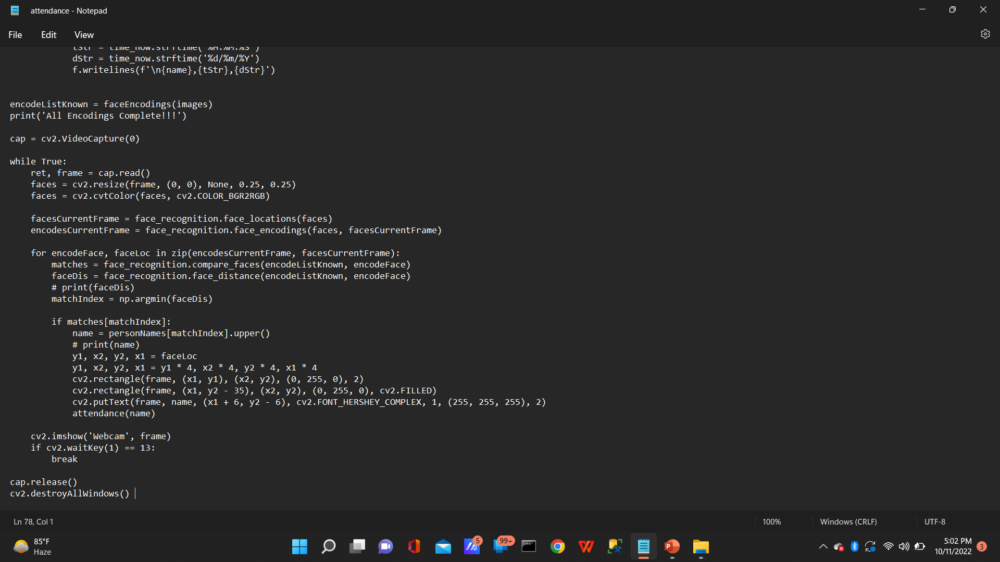 attendance - Notepad
File Edit View
tStr = time_now.strftime('%H:%M:%S')
dStr = time_now.strftime('%d/%m/%Y')
f.writelines(f'\n{name},{tStr},{dStr}')
encodeListKnown = faceEncodings(images)
print('All Encodings Complete!!!')
cap = cv2.VideoCapture(0)
while True:
ret, frame = cap.read()
faces = cv2.resize(frame, (0, 0), None, 0.25, 0.25)
faces = cv2.cvtColor(faces, cv2.COLOR_BGR2RGB)
facesCurrentFrame = face_recognition.face_locations(faces)
encodesCurrentFrame = face_recognition.face_encodings(faces, facesCurrentFrame)
for encodeFace, faceLoc in zip(encodesCurrentFrame, facesCurrentFrame):
matches = face_recognition.compare_faces(encodeListKnown, encodeFace)
faceDis = face_recognition.face_distance(encodeListKnown, encodeFace)
# print(faceDis)
matchIndex = np.argmin(faceDis)
if matches[matchIndex]:
name = personNames[matchIndex].upper()
# print(name)
y1, x2, y2, x1 = faceLoc
y1, x2, y2, x1 = y1 * 4, x2 * 4, y2 * 4, x1 * 4
cv2.rectangle(frame, (x1, y1), (x2, y2), (0, 255, 0), 2)
cv2.rectangle(frame, (x1, y2 - 35), (x2, y2), (0, 255, 0), cv2.FILLED)
cv2.putText(frame, name, (x1 + 6, y2 - 6), cv2.FONT_HERSHEY_COMPLEX, 1, (255, 255, 255), 2)
attendance(name)
cv2.imshow('Webcam', frame)
if cv2.waitKey(1) == 13:
break
cap.release()
cv2.destroyAllWindows()
Ln 78, Col 1 100% Windows (CRLF) UTF-8
85°F
Haze
5
99+
P
5:02 PM
10/11/2022
3